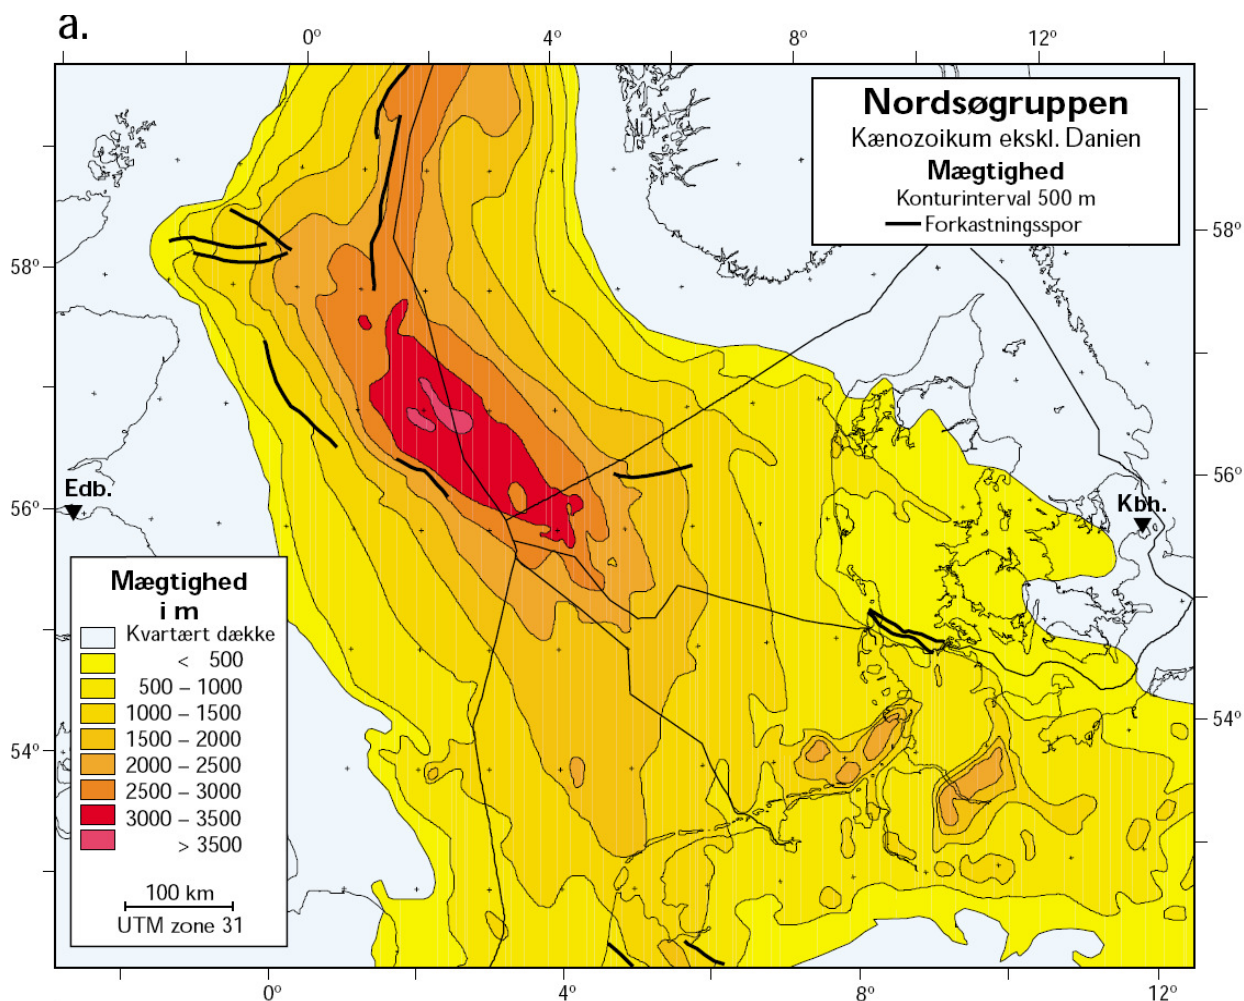 a.
0º
4º
8º
12º
Nordsøgruppen
Kænozoikum ekskl. Danien
Mægtighed
Konturinterval 500 m
Forkastningsspor
58º
58º
56º
56º
Edb.
Kbh.
54º
54º
Mægtighed
i m
Kvartært dække
< 500
500 – 1000
1000 – 1500
1500 – 2000
2000 – 2500
2500 – 3000
3000 – 3500
> 3500
100 km
UTM zone 31
0º
4º
8º
12º